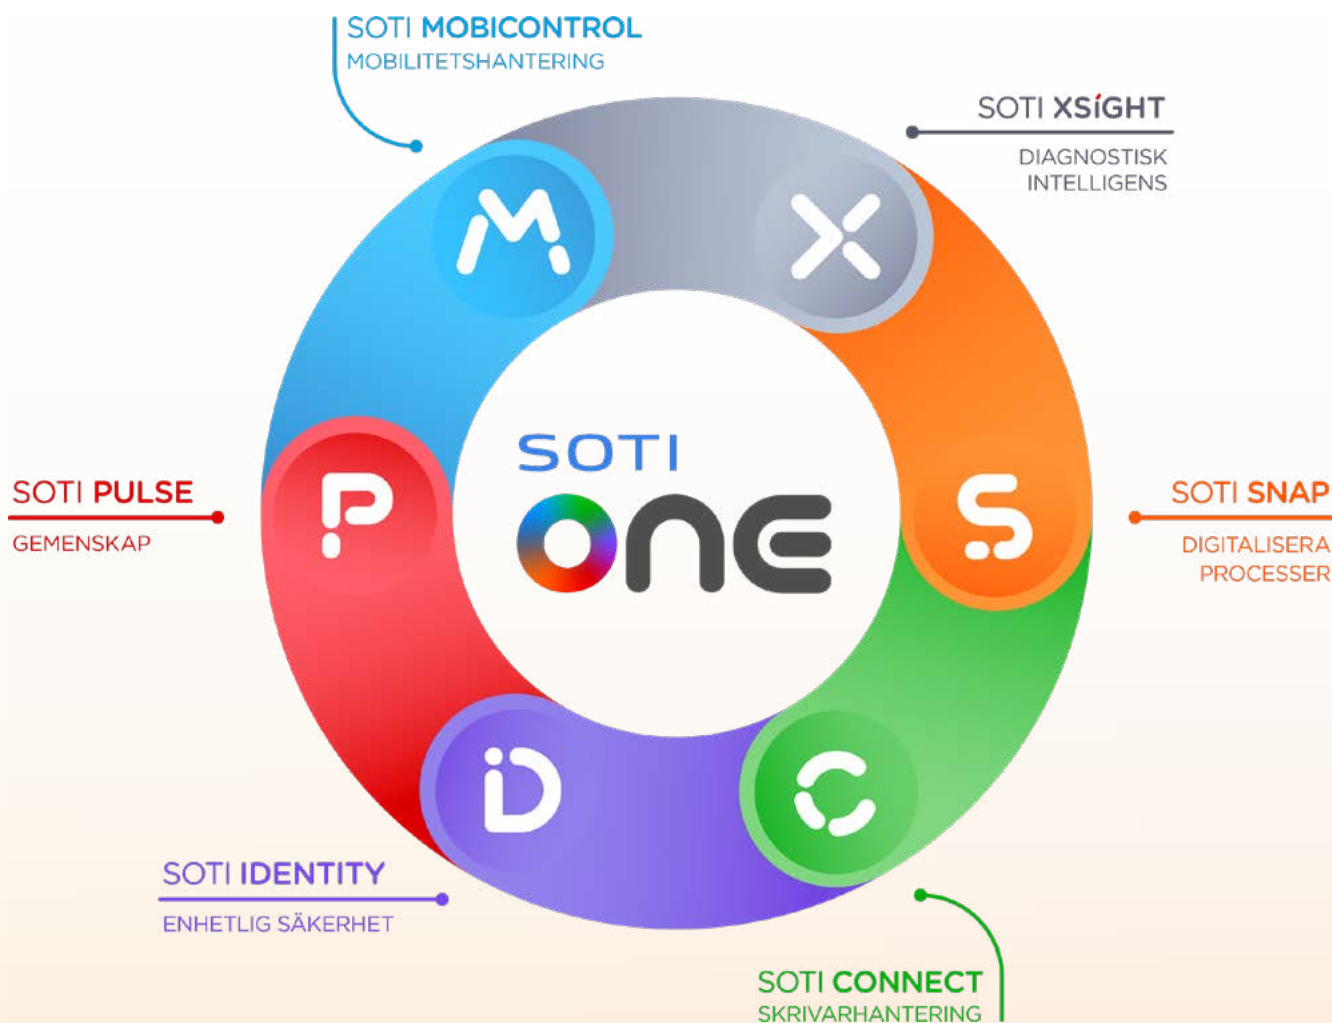 SOTI MOBICONTROL
MOBILITETSHANTERING
SOTI XSiGHT
DIAGNOSTISK
INTELLIGENS
M
X
SOTI
ONE
SOTI PULSE
GEMENSKAP
P
S
SOTI SNAP
DIGITALISERA
PROCESSER
iD
C
SOTI IDENTITY
ENHETLIG SÄKERHET
SOTI CONNECT
SKRIVARHANTERING